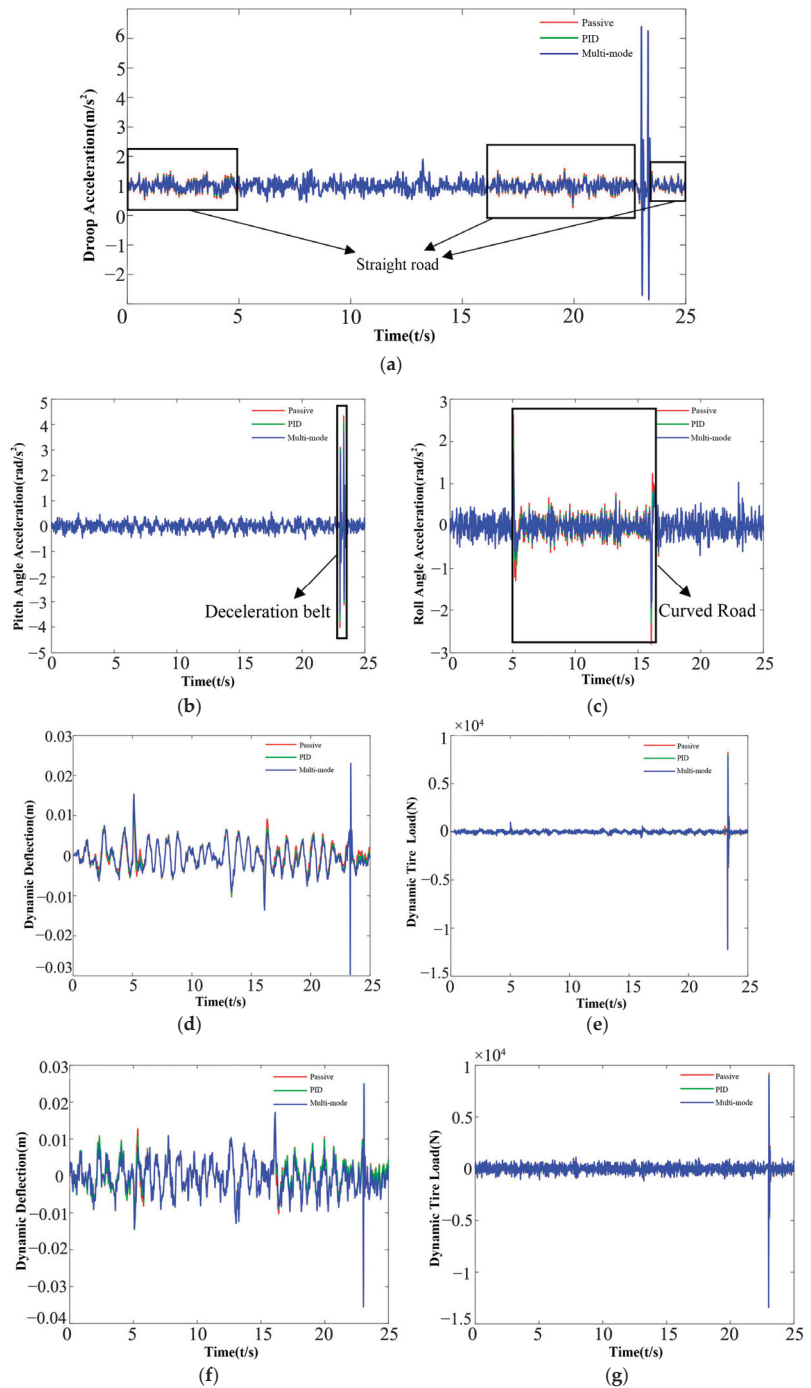 Droop Acceleration(m/s²)
6
5
4
3
2
1
0
−1
−2
Passive
PID
Multi-mode
Straight road
0 5 10 15 20 25
Time(t/s)
(a)
Pitch Angle Acceleration(rad/s²)
5
4
3
2
1
0
−1
−2
−3
−4
−5
Passive
PID
Multi-mode
Deceleration belt
0 5 10 15 20 25
Time(t/s)
(b)
Roll Angle Acceleration(rad/s²)
3
2
1
0
−1
−2
−3
Passive
PID
Multi-mode
Curved Road
0 5 10 15 20 25
Time(t/s)
(c)
Dynamic Deflection(m)
0.03
0.02
0.01
0
−0.01
−0.02
−0.03
Passive
PID
Multi-mode
0 5 10 15 20 25
Time(t/s)
(d)
×10⁴
Dynamic Tire Load(N)
1
0.5
0
−0.5
−1
−1.5
Passive
PID
Multi-mode
0 5 10 15 20 25
Time(t/s)
(e)
Dynamic Deflection(m)
0.03
0.02
0.01
0
−0.01
−0.02
−0.03
−0.04
Passive
PID
Multi-mode
0 5 10 15 20 25
Time(t/s)
(f)
×10⁴
Dynamic Tire Load(N)
1
0.5
0
−0.5
−1
−1.5
Passive
PID
Multi-mode
0 5 10 15 20 25
Time(t/s)
(g)